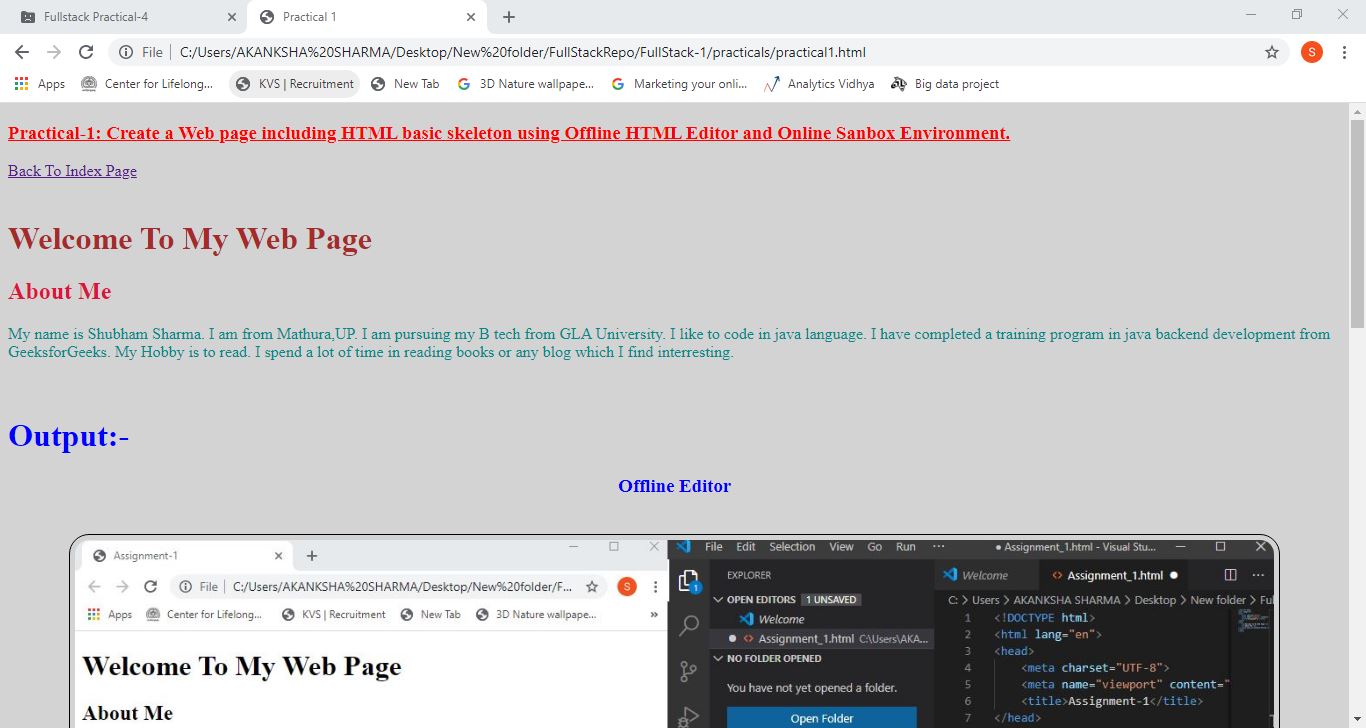 Fullstack Practical-4
Practical 1
File C:/Users/AKANKSHA%20SHARMA/Desktop/New%20folder/FullStackRepo/FullStack-1/practicals/practical1.html
S
Apps Center for Lifelong... KVS | Recruitment New Tab 3D Nature wallpape... Marketing your onli... Analytics Vidhya Big data project
Practical-1: Create a Web page including HTML basic skeleton using Offline HTML Editor and Online Sanbox Environment.
Back To Index Page
Welcome To My Web Page
About Me
My name is Shubham Sharma. I am from Mathura,UP. I am pursuing my B tech from GLA University. I like to code in java language. I have completed a training program in java backend development from
GeeksforGeeks. My Hobby is to read. I spend a lot of time in reading books or any blog which I find interresting.
Output:-
Offline Editor
Assignment-1
File C:/Users/AKANKSHA%20SHARMA/Desktop/New%20folder/F...
S
Apps Center for Lifelong... KVS | Recruitment New Tab 3D Nature wallpape... »
Welcome To My Web Page
About Me
File Edit Selection View Go Run ··· ● Assignment_1.html - Visual Stu...
EXPLORER
OPEN EDITORS 1 UNSAVED
Welcome
Assignment_1.html C:\Users\AKA...
NO FOLDER OPENED
You have not yet opened a folder.
Open Folder
1
Welcome <> Assignment_1.html ●
C: > Users > AKANKSHA SHARMA > Desktop > New folder > Ful
1 <!DOCTYPE html>
2 <html lang="en">
3 <head>
4 <meta charset="UTF-8">
5 <meta name="viewport" content="
6 <title>Assignment-1</title>
7 </head>